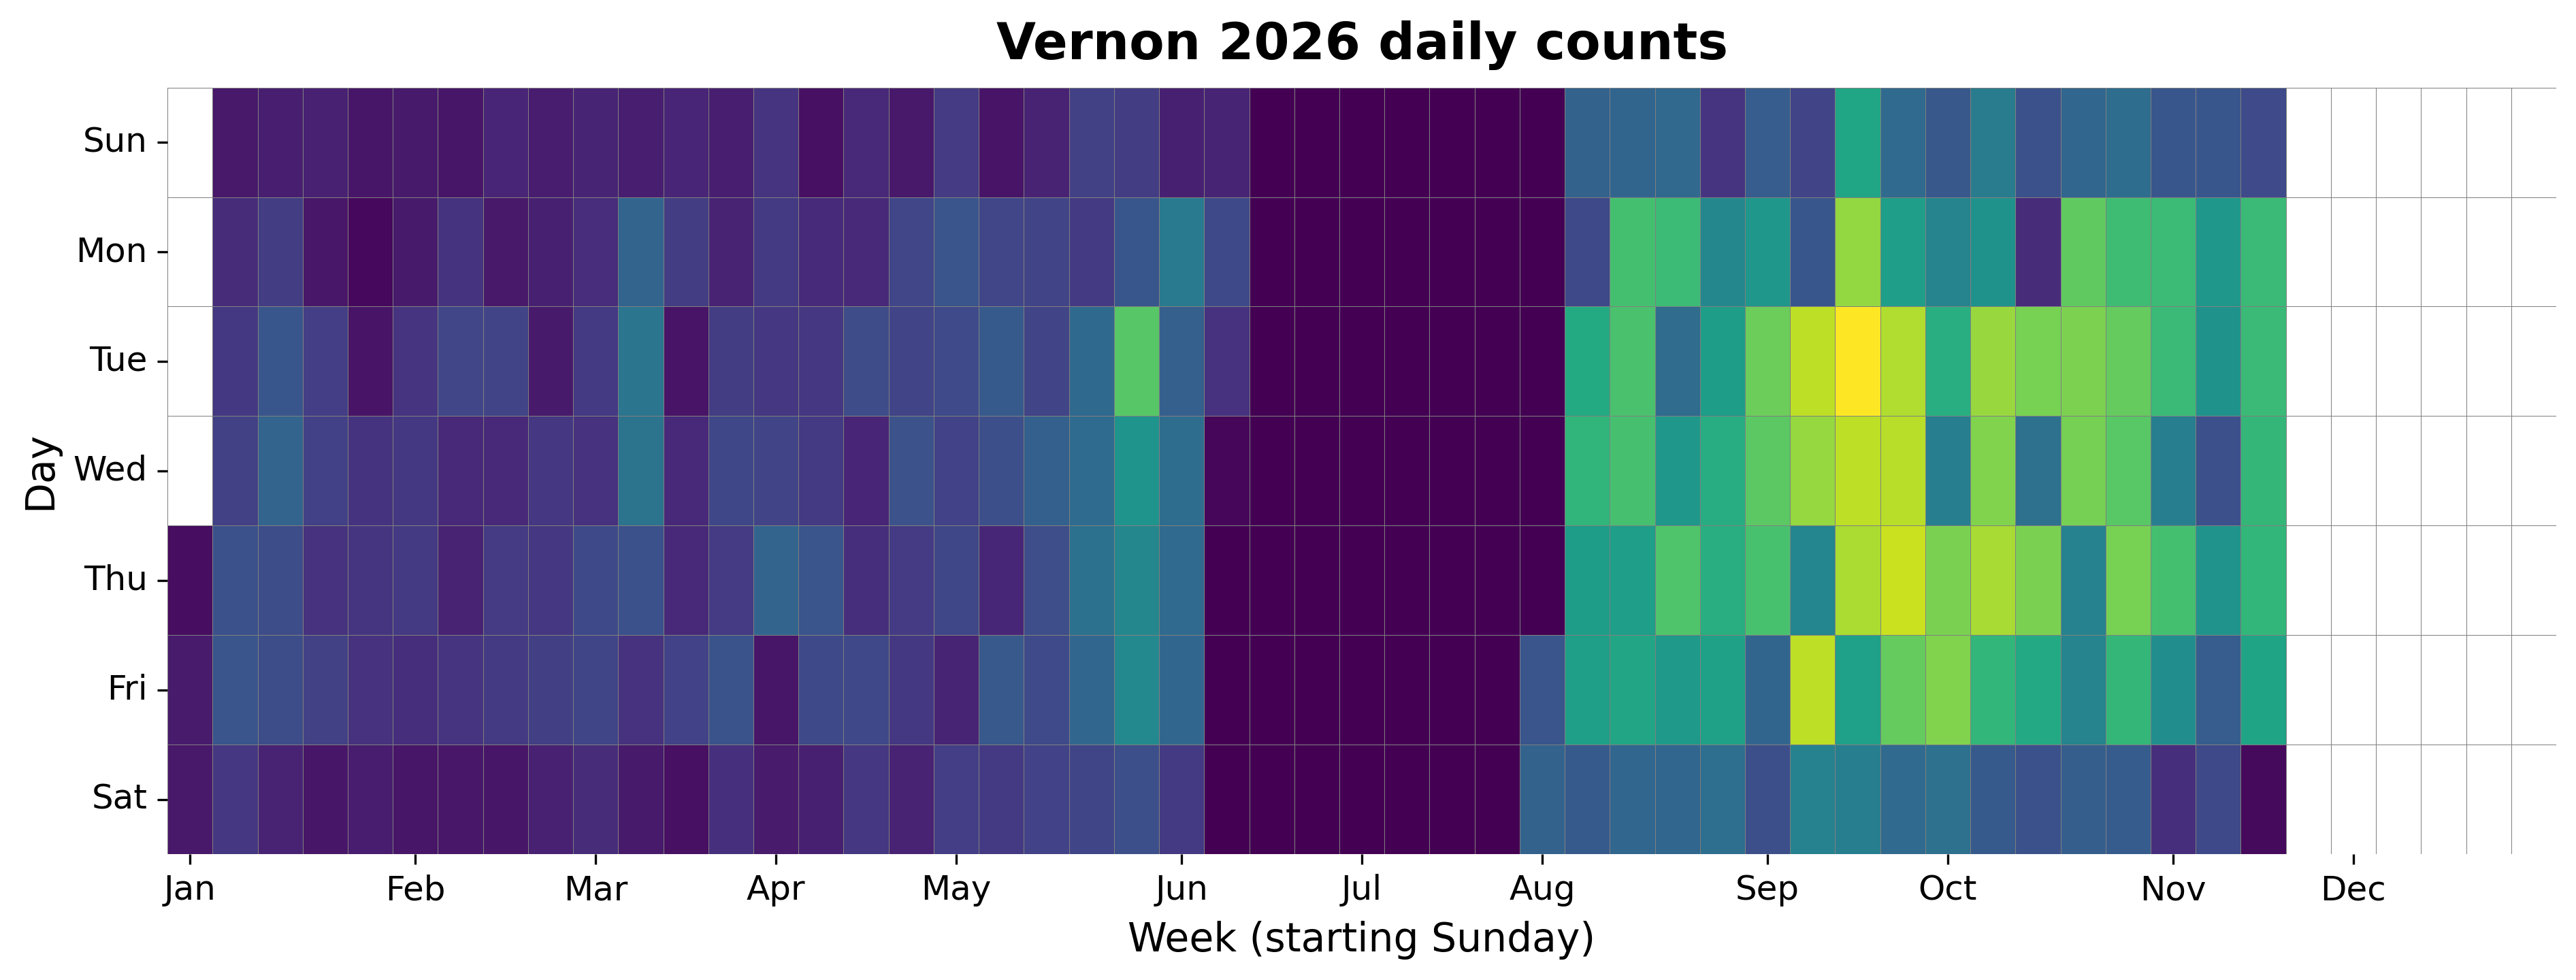 Vernon 2026 daily counts
Day
Sun
Mon
Tue
Wed
Thu
Fri
Sat
Jan Feb Mar Apr May Jun Jul Aug Sep Oct Nov Dec
Week (starting Sunday)